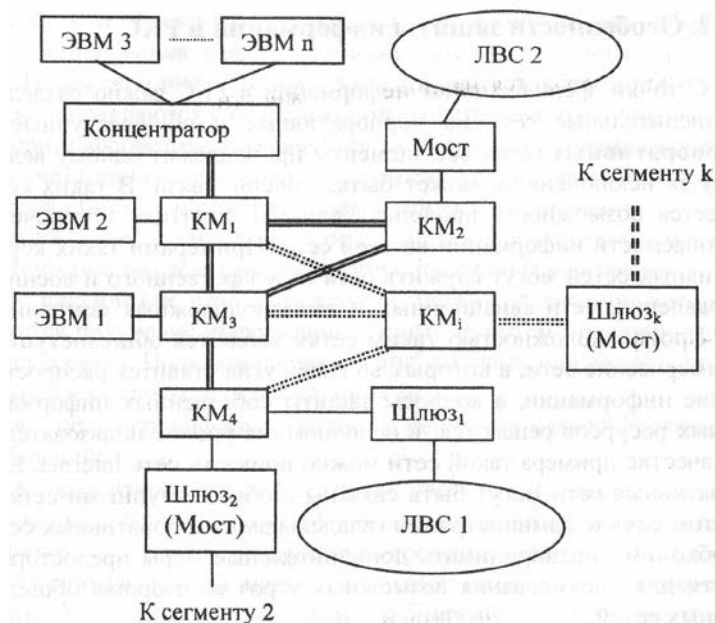 ЭВМ 3
ЭВМ n
ЛВС 2
Концентратор
Мост
К сегменту k
ЭВМ 2
КМ₁
КМ₂
ЭВМ 1
КМ₃
КМᵢ
Шлюзₖ
(Мост)
КМ₄
Шлюз₁
Шлюз₂
(Мост)
ЛВС 1
К сегменту 2